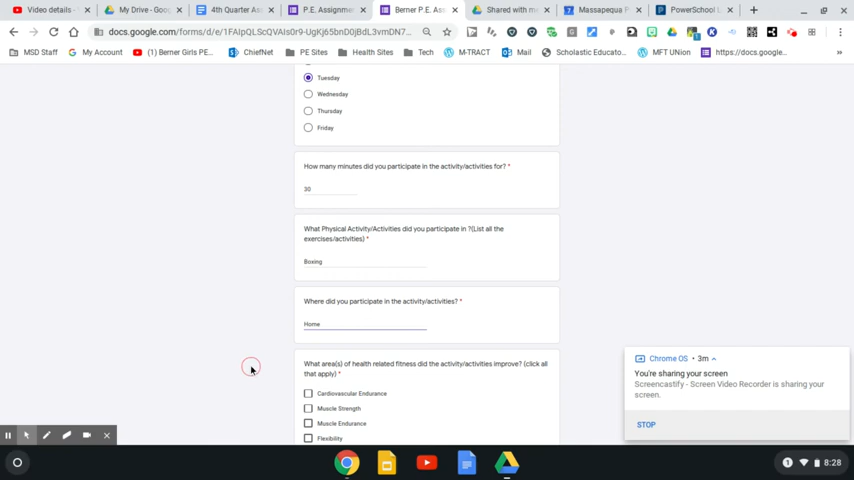 Video details -
My Drive - Goog
4th Quarter Ass
P.E. Assignmen
Berner P.E. Ass
Shared with me
Massapequa P
PowerSchool L
docs.google.com/forms/d/e/1FAIpQLScQVAIs0r9-UgKj65bnD0jBdL3vmDN7...
MSD Staff
My Account
(1) Berner Girls PE...
ChiefNet
PE Sites
Health Sites
Tech
M-TRACT
Mail
Scholastic Educato...
MFT UNion
https://docs.google...
Tuesday
Wednesday
Thursday
Friday
How many minutes did you participate in the activity/activities for? *
30
What Physical Activity/Activities did you participate in ?(List all the
exercises/activities) *
Boxing
Where did you participate in the activity/activities? *
Home
What area(s) of health related fitness did the activity/activities improve? (click all
that apply) *
Cardiovascular Endurance
Muscle Strength
Muscle Endurance
Flexibility
Chrome OS • 3m
You're sharing your screen
Screencastify - Screen Video Recorder is sharing your
screen.
STOP
1
8:28